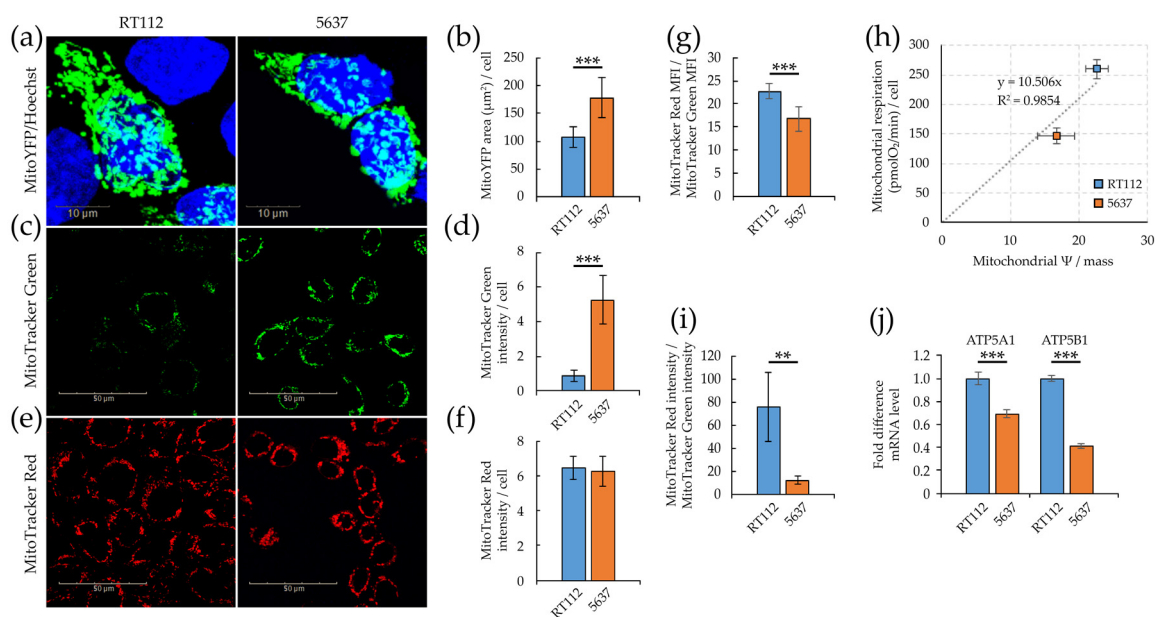 RT112
5637
(a)
MitoYFP/Hoechst
10 μm
10 μm
(c)
MitoTracker Green
50 μm
50 μm
(e)
MitoTracker Red
50 μm
50 μm
(b)
MitoYFP area (μm²) / cell
250
200
150
100
50
0
***
RT112
5637
(d)
MitoTracker Green
intensity / cell
8
6
4
2
0
***
RT112
5637
(f)
MitoTracker Red
intensity / cell
8
6
4
2
0
RT112
5637
(g)
MitoTracker Red MFI /
MitoTracker Green MFI
35
30
25
20
15
10
5
0
***
RT112
5637
(h)
Mitochondrial respiration
(pmolO₂/min) / cell
300
250
200
150
100
50
0
y = 10.506x
R² = 0.9854
RT112
5637
0
10
20
30
Mitochondrial Ψ / mass
(i)
MitoTracker Red intensity /
MitoTracker Green intensity
120
100
80
60
40
20
0
**
RT112
5637
(j)
Fold difference
mRNA level
1.2
1.0
0.8
0.6
0.4
0.2
0
ATP5A1
***
ATP5B1
***
RT112
5637
RT112
5637